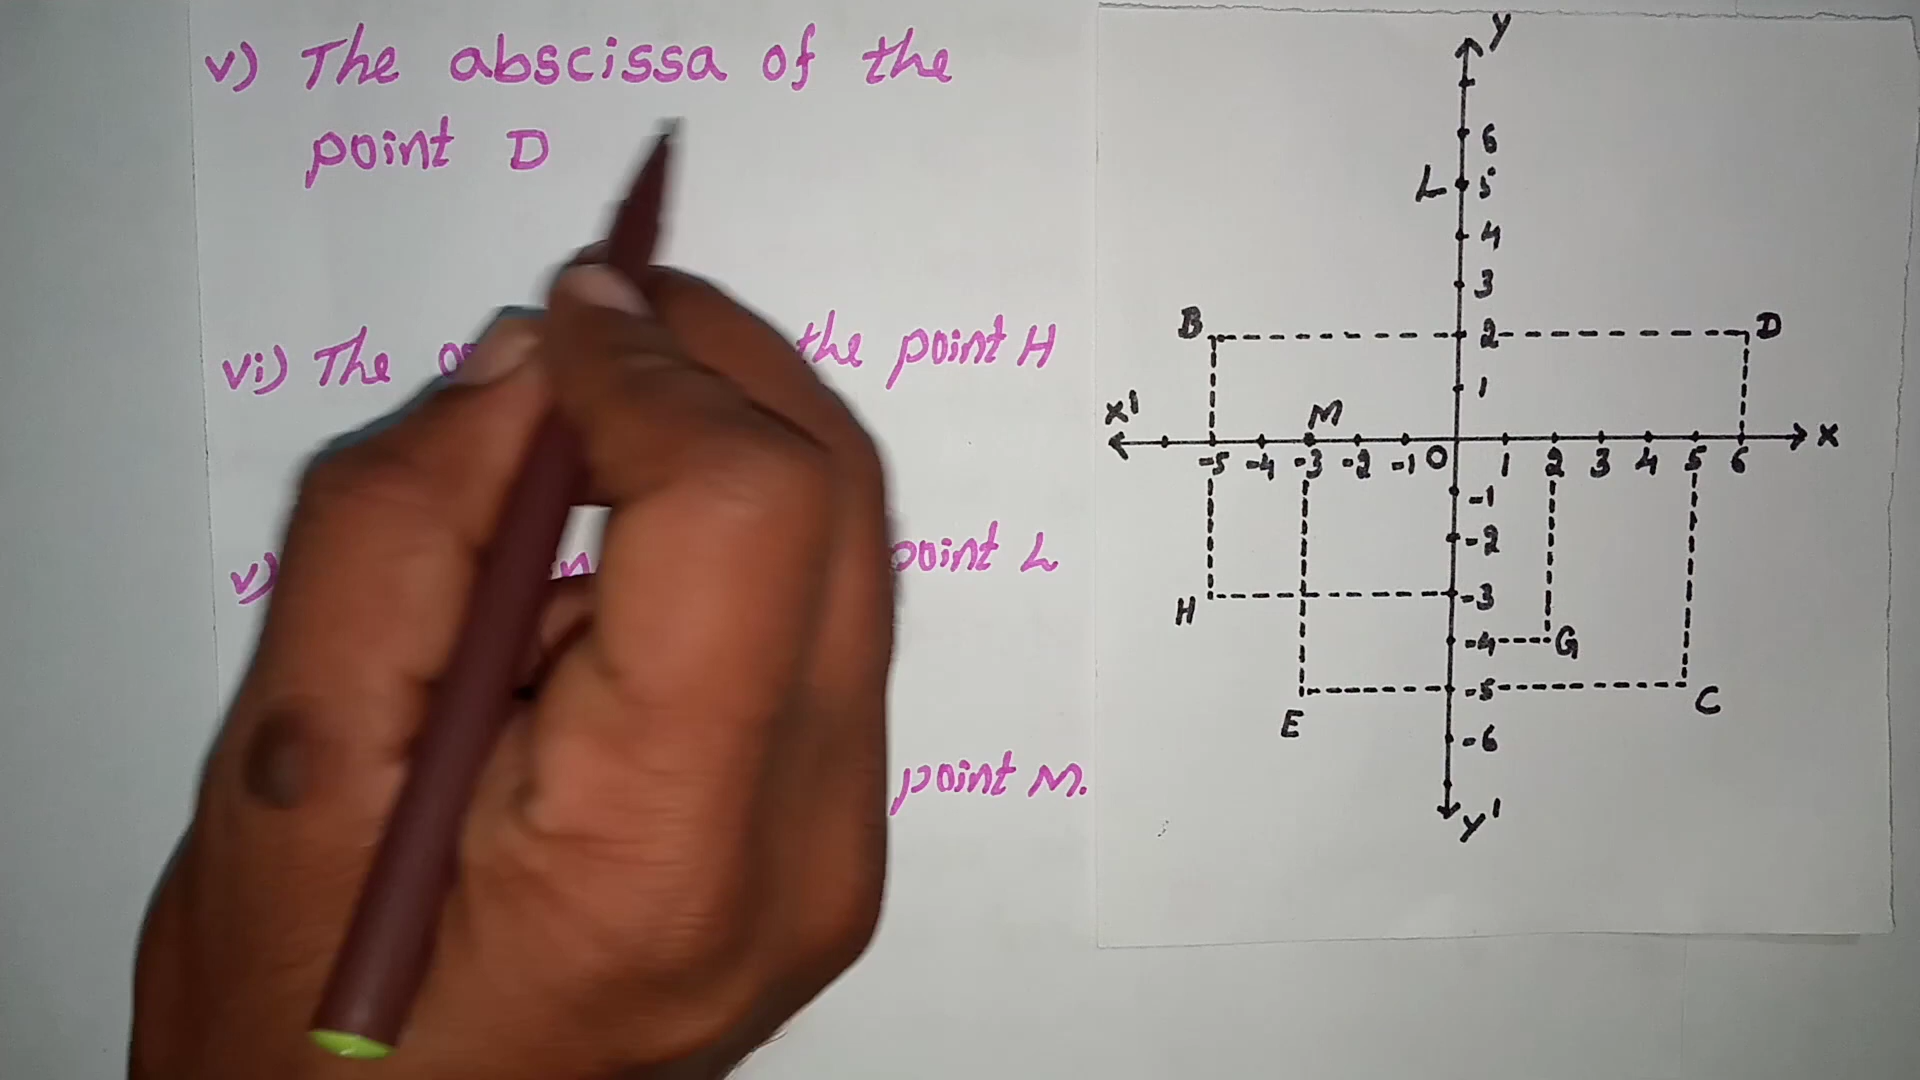 v) The abscissa of the
point D
vi) The the point H
v) point L
point M.
y
6
L 5
4
3
B 2 D
1
x' M x
-5 -4 -3 -2 -1 O 1 2 3 4 5 6
-1
-2
H -3
-4 G
E -5 C
-6
y'